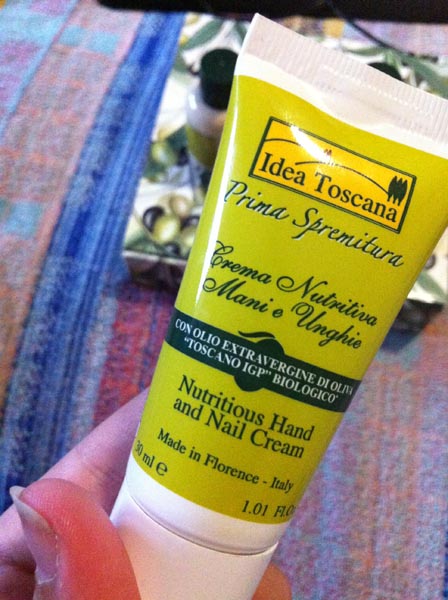 Idea Toscana
Prima Spremitura
Crema Nutritiva
Mani e Unghie
CON OLIO EXTRAVERGINE DI OLIVA
"TOSCANO IGP" BIOLOGICO*
Nutritious Hand
and Nail Cream
Made in Florence - Italy
30 ml e
1.01 Fl.